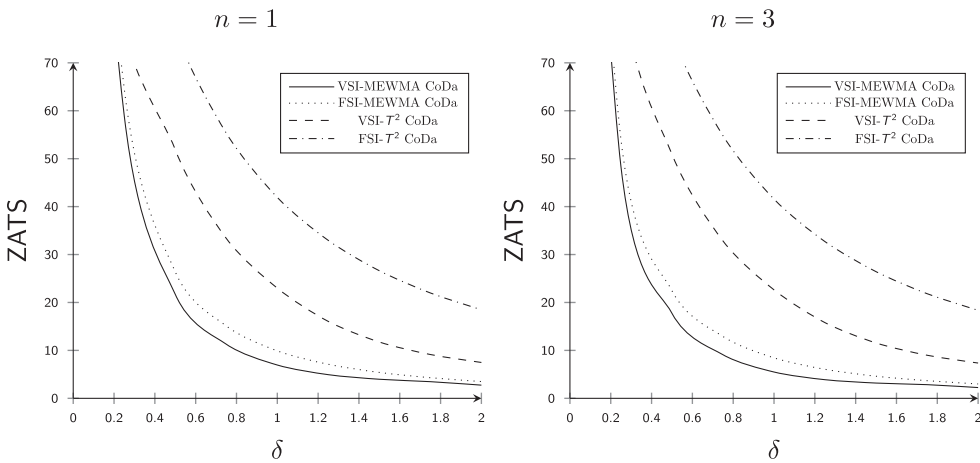 n = 1
ZATS
70
60
50
40
30
20
10
0
0 0.2 0.4 0.6 0.8 1 1.2 1.4 1.6 1.8 2
δ
VSI-MEWMA CoDa
FSI-MEWMA CoDa
VSI-T² CoDa
FSI-T² CoDa
n = 3
ZATS
70
60
50
40
30
20
10
0
0 0.2 0.4 0.6 0.8 1 1.2 1.4 1.6 1.8 2
δ
VSI-MEWMA CoDa
FSI-MEWMA CoDa
VSI-T² CoDa
FSI-T² CoDa